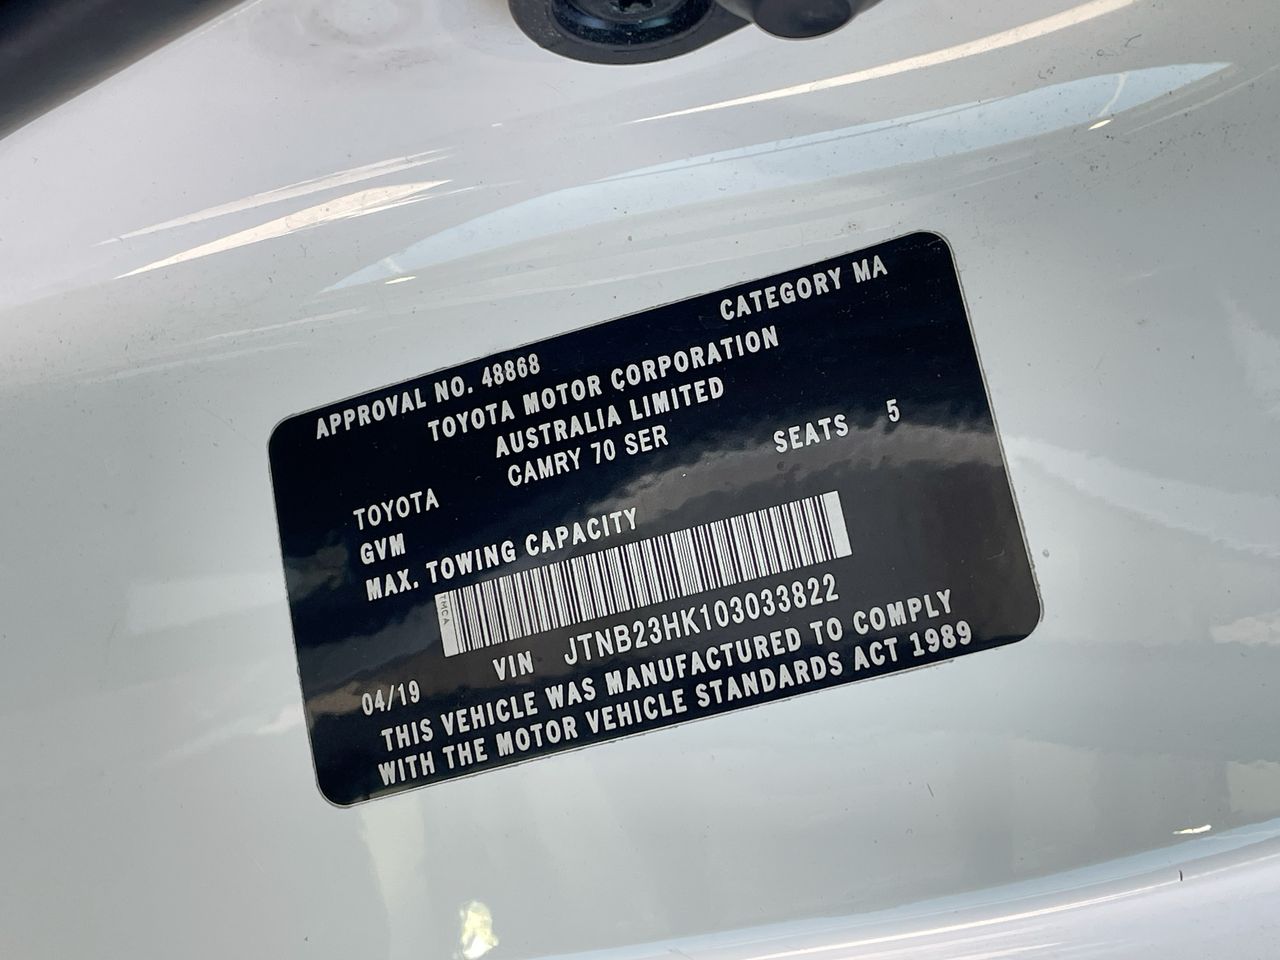 APPROVAL NO. 48868 CATEGORY MA
TOYOTA MOTOR CORPORATION
AUSTRALIA LIMITED
TOYOTA CAMRY 70 SER SEATS 5
GVM
MAX. TOWING CAPACITY
TMCA
VIN JTNB23HK103033822
04/19
THIS VEHICLE WAS MANUFACTURED TO COMPLY
WITH THE MOTOR VEHICLE STANDARDS ACT 1989